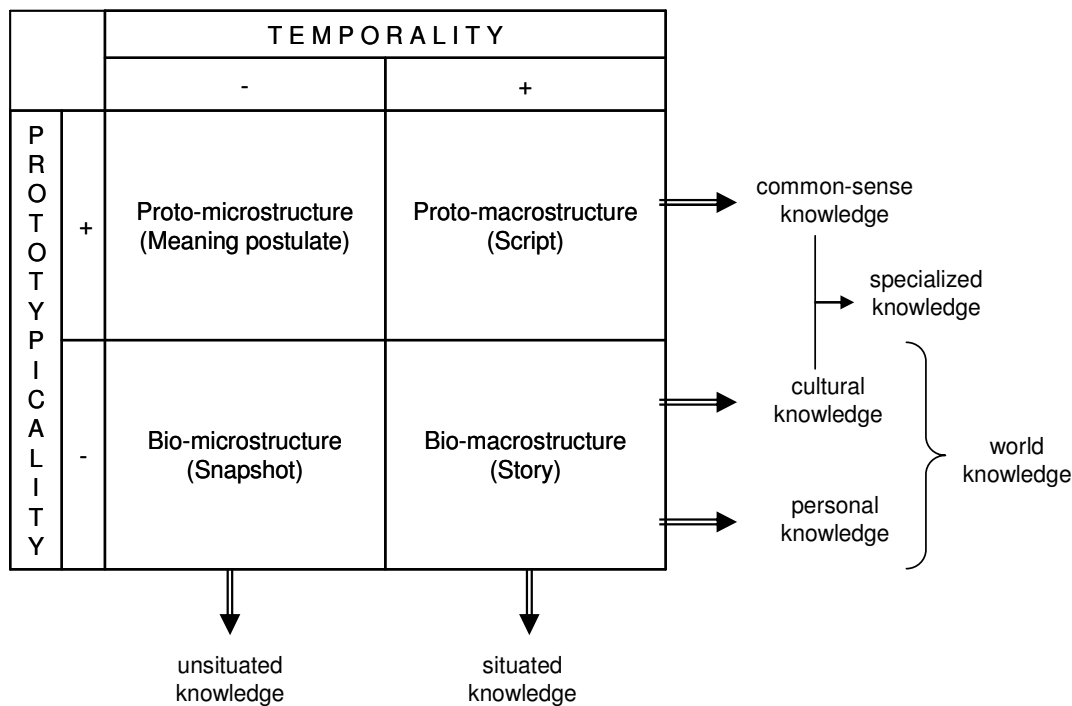 TEMPORALITY
-
+
PROTOTYPICALITY
+
Proto-microstructure
(Meaning postulate)
Proto-macrostructure
(Script)
common-sense
knowledge
specialized
knowledge
-
Bio-microstructure
(Snapshot)
Bio-macrostructure
(Story)
cultural
knowledge
personal
knowledge
world
knowledge
unsituated
knowledge
situated
knowledge